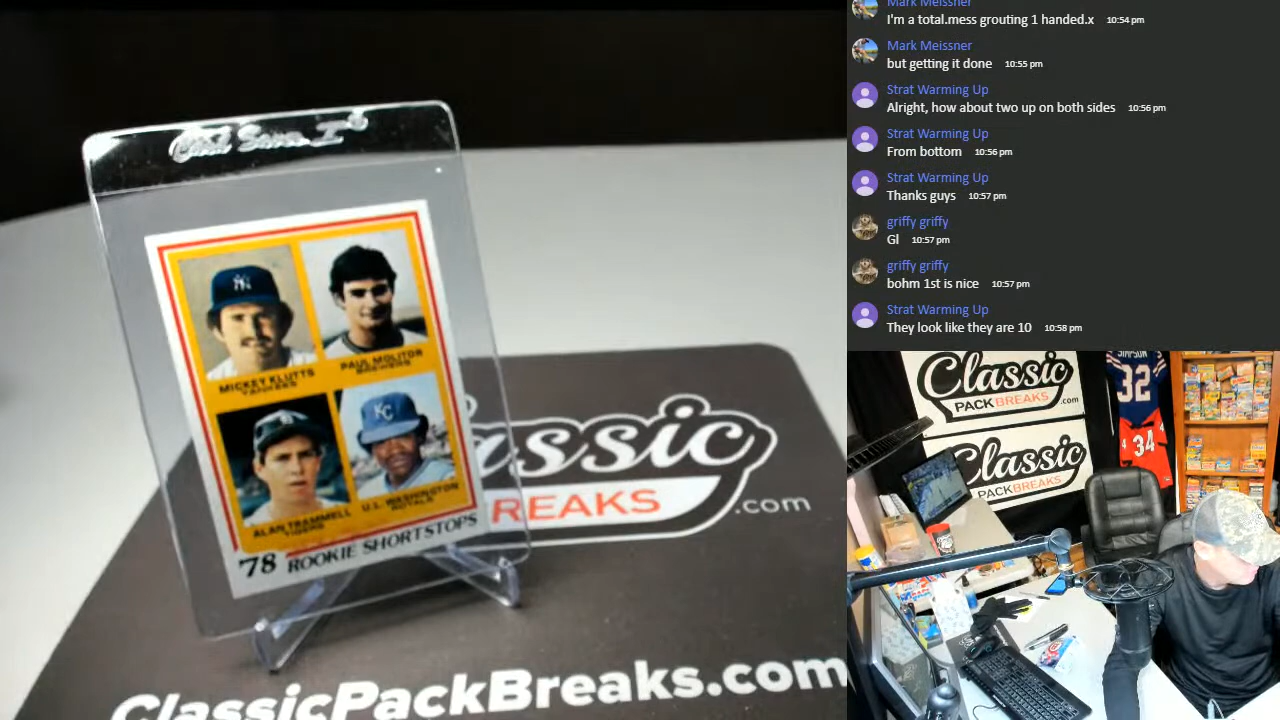 Card Saver I®
MICKEY KLUTTS
YANKEES
PAUL MOLITOR
BREWERS
ALAN TRAMMELL
TIGERS
U.L. WASHINGTON
ROYALS
'78 ROOKIE SHORTSTOPS
Classic
BREAKS
.com
ClassicPackBreaks.com
Mark Meissner
I'm a total.mess grouting 1 handed.x 10:54 pm
Mark Meissner
but getting it done 10:55 pm
Strat Warming Up
Alright, how about two up on both sides 10:56 pm
Strat Warming Up
From bottom 10:56 pm
Strat Warming Up
Thanks guys 10:57 pm
griffy griffy
Gl 10:57 pm
griffy griffy
bohm 1st is nice 10:57 pm
Strat Warming Up
They look like they are 10 10:58 pm
Classic
PACKBREAKS.com
Classic
PACKBREAKS.com
SIMPSON
32
34